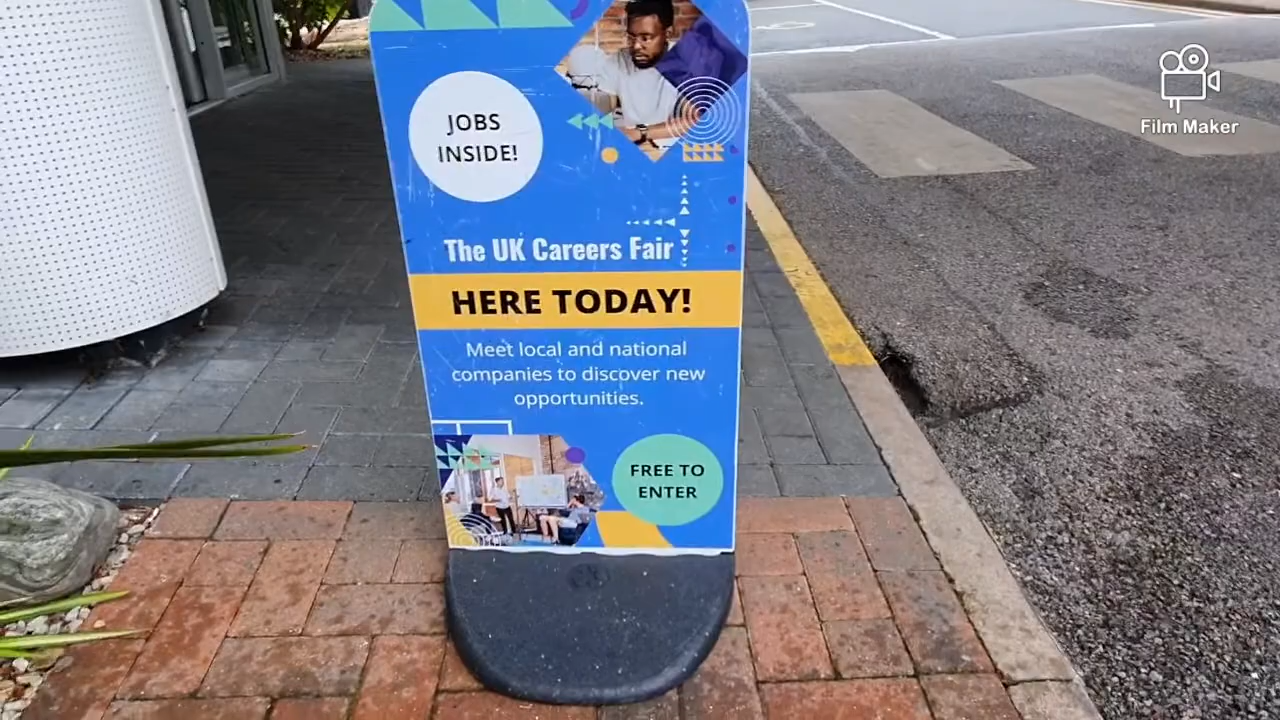 JOBS
INSIDE!
The UK Careers Fair
HERE TODAY!
Meet local and national
companies to discover new
opportunities.
FREE TO
ENTER
Film Maker